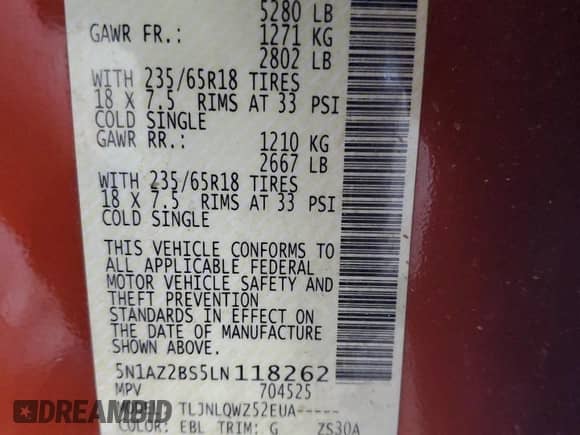 5280 LB
GAWR FR.: 1271 KG
2802 LB
WITH 235/65R18 TIRES
18 X 7.5 RIMS AT 33 PSI
COLD SINGLE
GAWR RR.: 1210 KG
2667 LB
WITH 235/65R18 TIRES
18 X 7.5 RIMS AT 33 PSI
COLD SINGLE
THIS VEHICLE CONFORMS TO
ALL APPLICABLE FEDERAL
MOTOR VEHICLE SAFETY AND
THEFT PREVENTION
STANDARDS IN EFFECT ON
THE DATE OF MANUFACTURE
SHOWN ABOVE.
5N1AZ2BS5LN118262
MPV 704525
TLJNLQWZ52EUA-----
COLOR: EBL TRIM: G ZS30A
DREAMBID